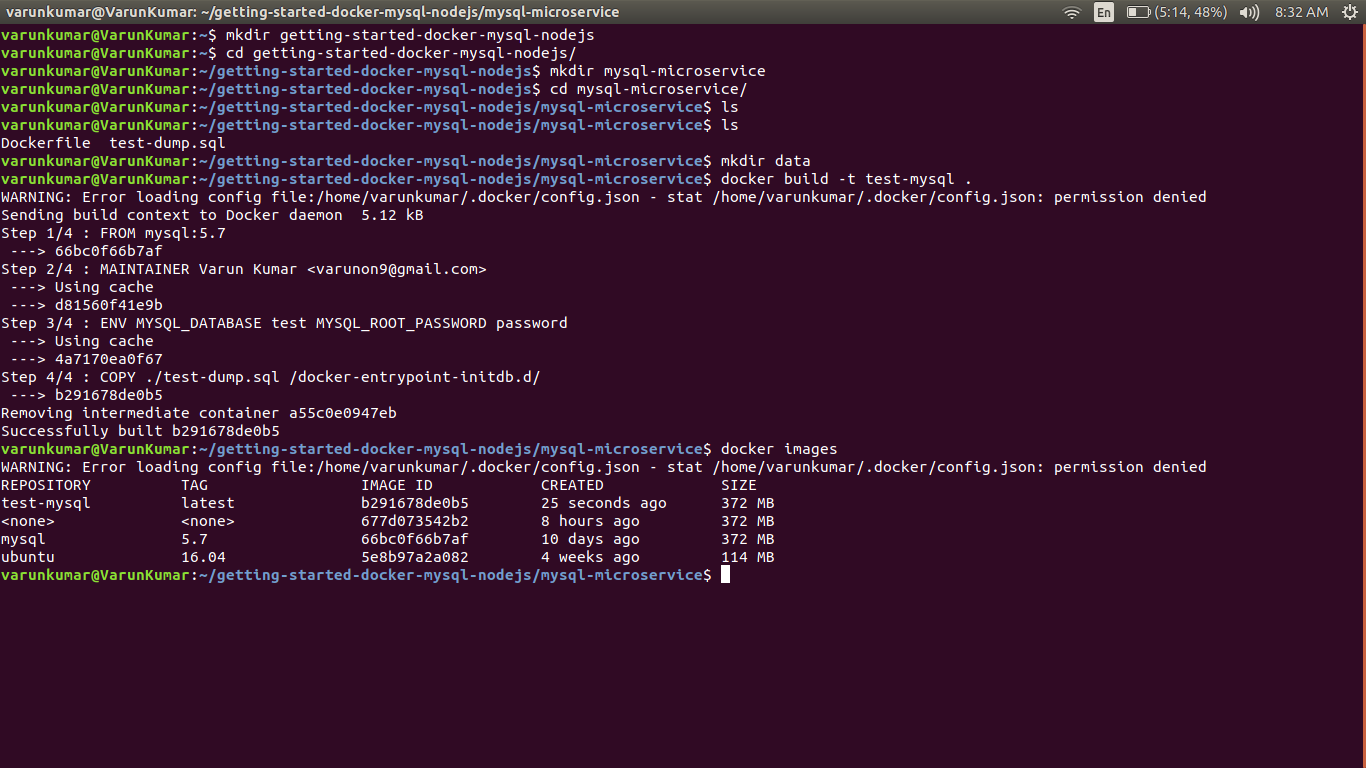 varunkumar@VarunKumar: ~/getting-started-docker-mysql-nodejs/mysql-microservice En (5:14, 48%) 8:32 AM
varunkumar@VarunKumar:~$ mkdir getting-started-docker-mysql-nodejs
varunkumar@VarunKumar:~$ cd getting-started-docker-mysql-nodejs/
varunkumar@VarunKumar:~/getting-started-docker-mysql-nodejs$ mkdir mysql-microservice
varunkumar@VarunKumar:~/getting-started-docker-mysql-nodejs$ cd mysql-microservice/
varunkumar@VarunKumar:~/getting-started-docker-mysql-nodejs/mysql-microservice$ ls
varunkumar@VarunKumar:~/getting-started-docker-mysql-nodejs/mysql-microservice$ ls
Dockerfile  test-dump.sql
varunkumar@VarunKumar:~/getting-started-docker-mysql-nodejs/mysql-microservice$ mkdir data
varunkumar@VarunKumar:~/getting-started-docker-mysql-nodejs/mysql-microservice$ docker build -t test-mysql .
WARNING: Error loading config file:/home/varunkumar/.docker/config.json - stat /home/varunkumar/.docker/config.json: permission denied
Sending build context to Docker daemon  5.12 kB
Step 1/4 : FROM mysql:5.7
 ---> 66bc0f66b7af
Step 2/4 : MAINTAINER Varun Kumar <varunon9@gmail.com>
 ---> Using cache
 ---> d81560f41e9b
Step 3/4 : ENV MYSQL_DATABASE test MYSQL_ROOT_PASSWORD password
 ---> Using cache
 ---> 4a7170ea0f67
Step 4/4 : COPY ./test-dump.sql /docker-entrypoint-initdb.d/
 ---> b291678de0b5
Removing intermediate container a55c0e0947eb
Successfully built b291678de0b5
varunkumar@VarunKumar:~/getting-started-docker-mysql-nodejs/mysql-microservice$ docker images
WARNING: Error loading config file:/home/varunkumar/.docker/config.json - stat /home/varunkumar/.docker/config.json: permission denied
REPOSITORY          TAG                 IMAGE ID            CREATED             SIZE
test-mysql          latest              b291678de0b5        25 seconds ago      372 MB
<none>              <none>              677d073542b2        8 hours ago         372 MB
mysql               5.7                 66bc0f66b7af        10 days ago         372 MB
ubuntu              16.04               5e8b97a2a082        4 weeks ago         114 MB
varunkumar@VarunKumar:~/getting-started-docker-mysql-nodejs/mysql-microservice$